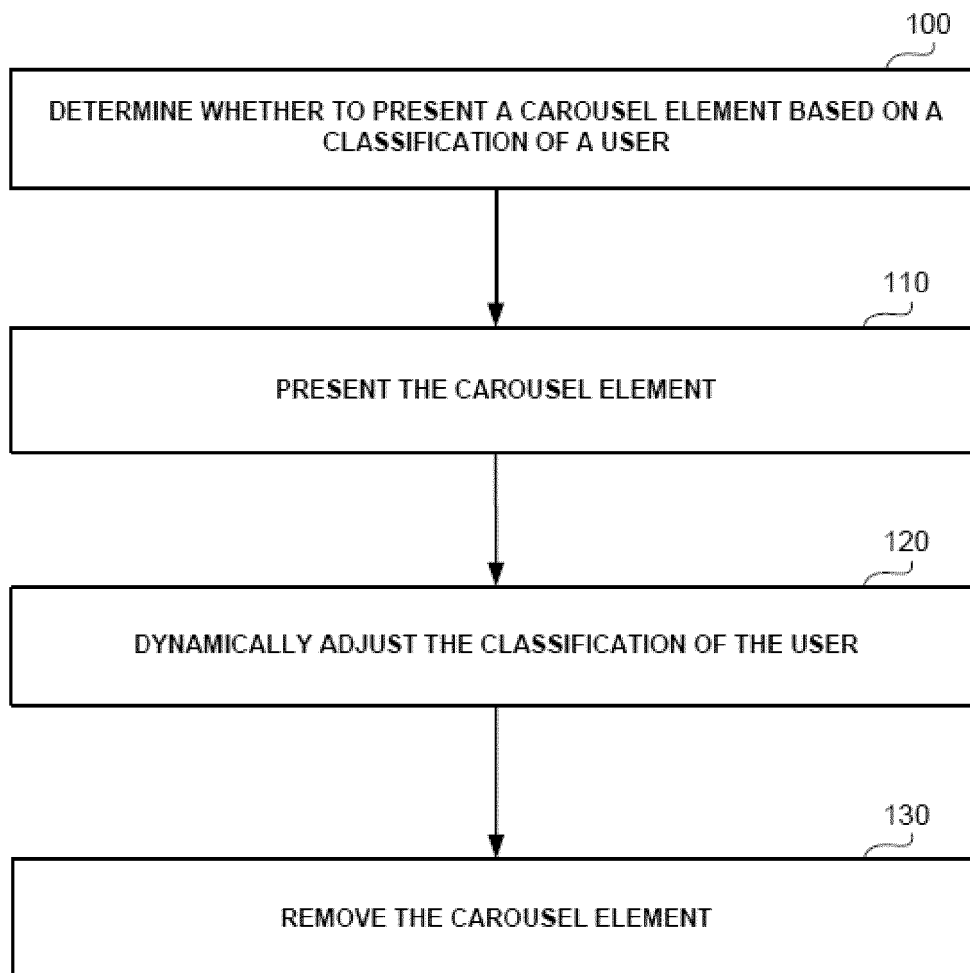 100
DETERMINE WHETHER TO PRESENT A CAROUSEL ELEMENT BASED ON A
CLASSIFICATION OF A USER
110
PRESENT THE CAROUSEL ELEMENT
120
DYNAMICALLY ADJUST THE CLASSIFICATION OF THE USER
130
REMOVE THE CAROUSEL ELEMENT